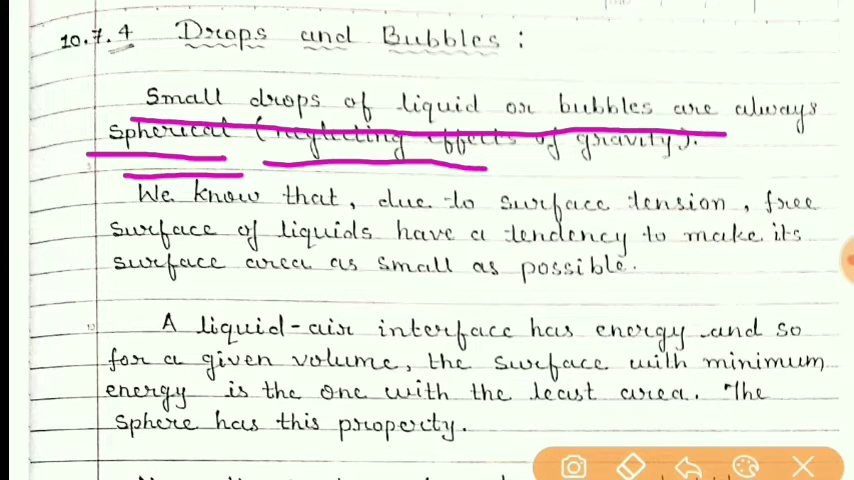 10.7.4 Drops and Bubbles :
Small drops of liquid or bubbles are always
spherical (neglecting effects of gravity).
We know that, due to surface tension, free
surface of liquids have a tendency to make its
surface area as small as possible.
A liquid-air interface has energy and so
for a given volume, the surface with minimum
energy is the one with the least area. The
sphere has this property.